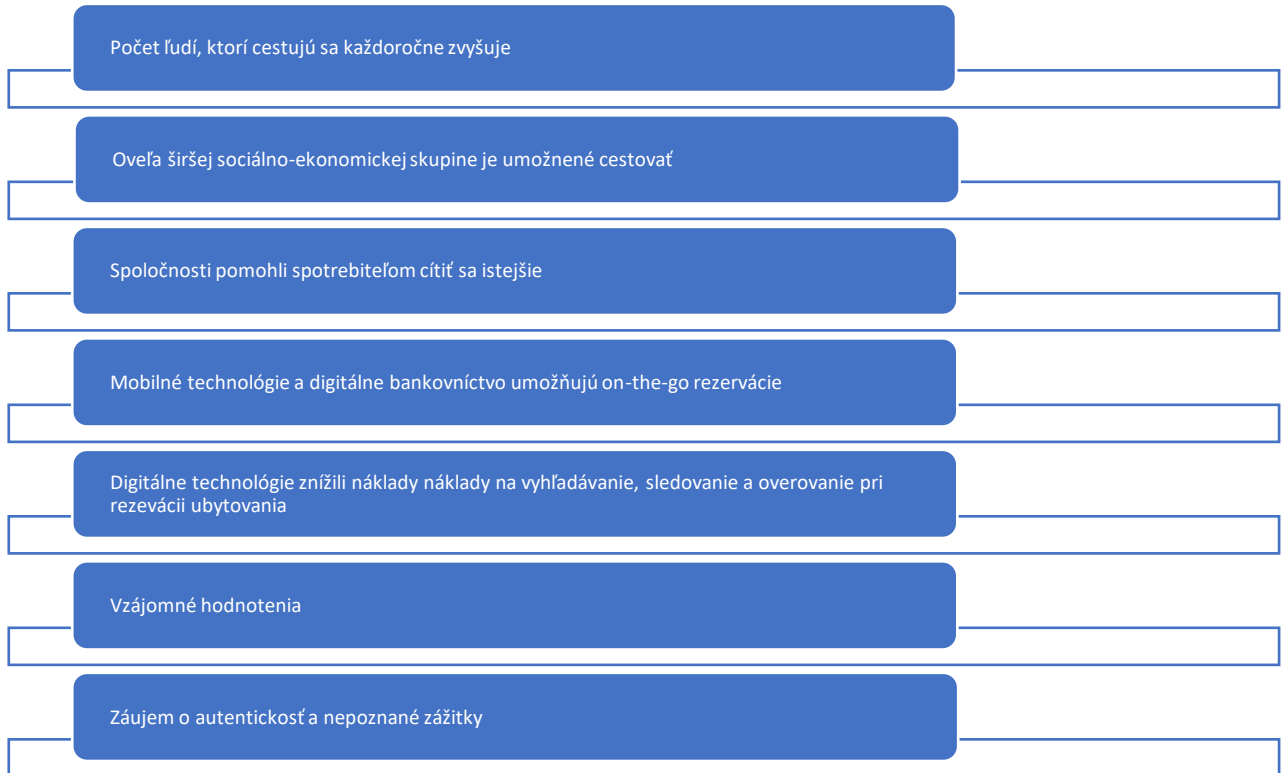 Počet ľudí, ktorí cestujú sa každoročne zvyšuje
Oveľa širšej sociálno-ekonomickej skupine je umožnené cestovať
Spoločnosti pomohli spotrebiteľom cítiť sa istejšie
Mobilné technológie a digitálne bankovníctvo umožňujú on-the-go rezervácie
Digitálne technológie znížili náklady náklady na vyhľadávanie, sledovanie a overovanie pri
rezevácii ubytovania
Vzájomné hodnotenia
Záujem o autentickosť a nepoznané zážitky